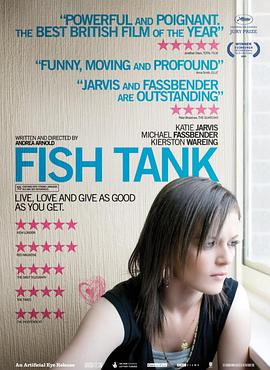 "POWERFUL AND POIGNANT.
THE BEST BRITISH FILM OF THE YEAR"
"FUNNY, MOVING AND PROFOUND"
"JARVIS AND FASSBENDER
ARE OUTSTANDING"
JURY PRIZE
WRITTEN AND DIRECTED BY
ANDREA ARNOLD
KATIE JARVIS
MICHAEL FASSBENDER
KIERSTON WAREING
FISH TANK
LIVE, LOVE AND GIVE AS GOOD
AS YOU GET.
THE DAILY TELEGRAPH
THE TIMES
THE INDEPENDENT
An Artificial Eye Release